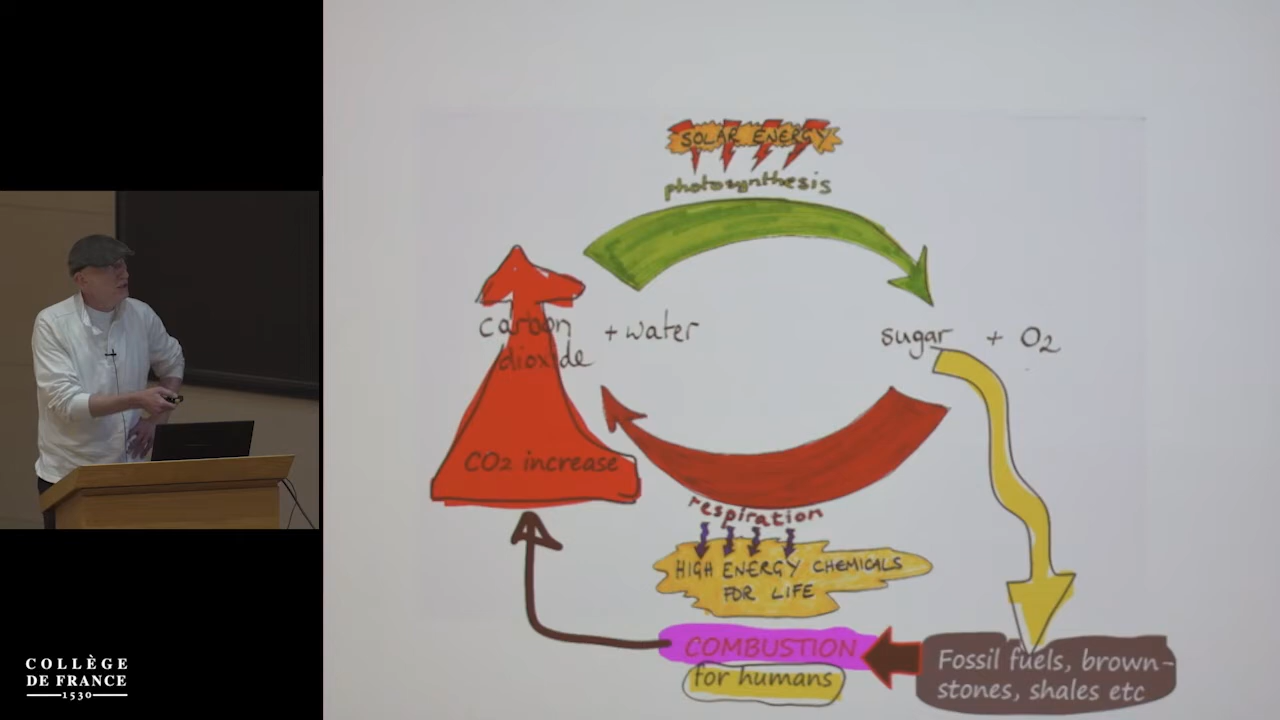 SOLAR ENERGY
photosynthesis
carbon
dioxide
+ water
sugar + O2
CO2 increase
respiration
HIGH ENERGY CHEMICALS
FOR LIFE
COMBUSTION
for humans
Fossil fuels, brown-
stones, shales etc
COLLÈGE
DE FRANCE
1530